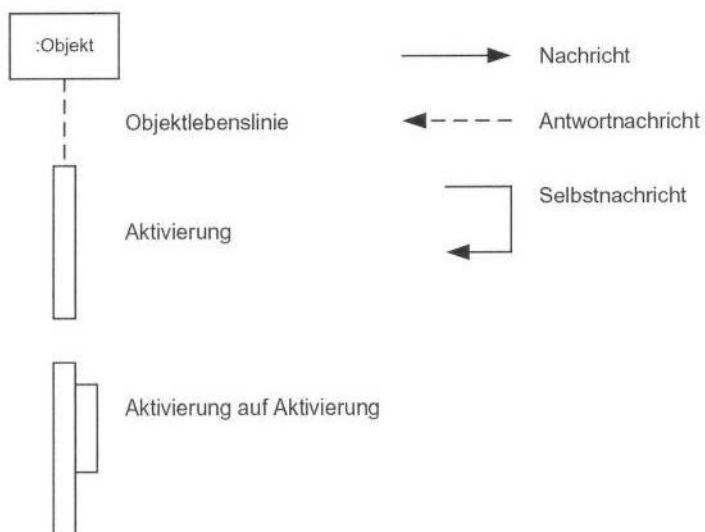 :Objekt
Nachricht
Objektlebenslinie
Antwortnachricht
Selbstnachricht
Aktivierung
Aktivierung auf Aktivierung